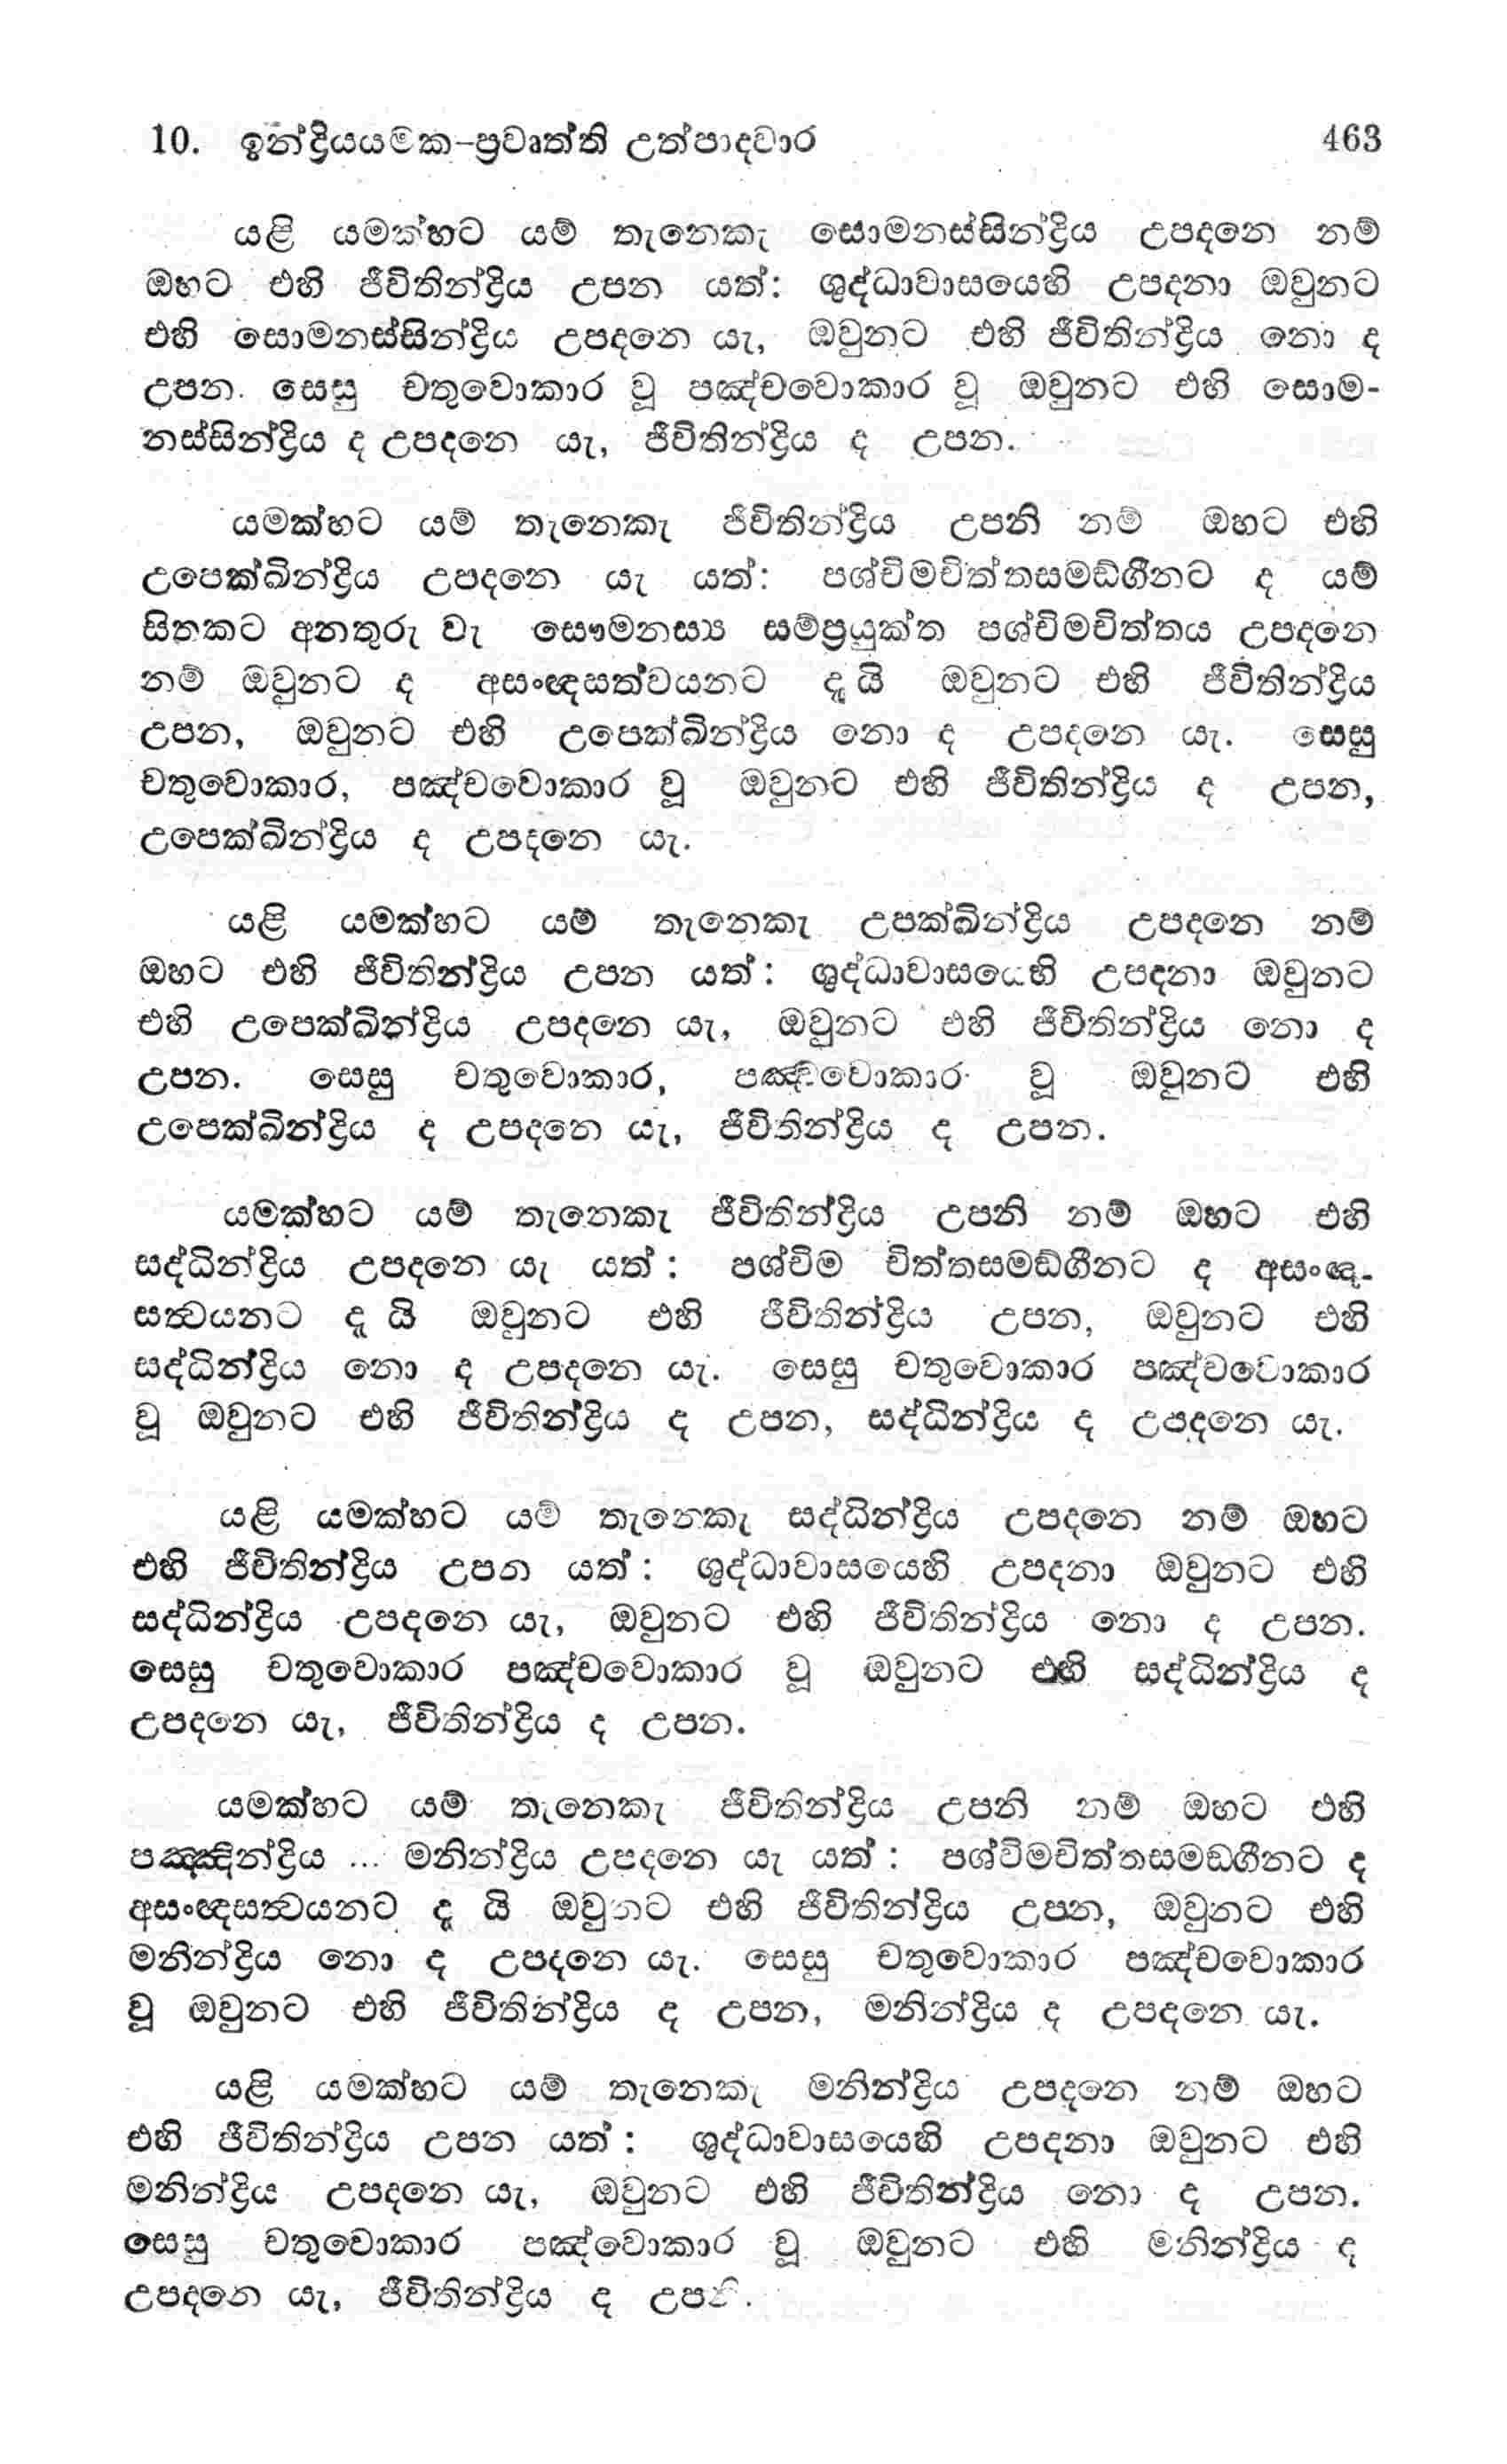 10. ඉන්ද්‍රියයමක-ප්‍රවෘත්ති උත්පාදවාර 463
යළි යමක්හට යම් තැනෙකැ සොමනස්සින්ද්‍රිය උපදනෙ නම්
ඔහට එහි ජීවිතින්ද්‍රිය උපන යත්: ශුද්ධාවාසයෙහි උපදනා ඔවුනට
එහි සොමනස්සින්ද්‍රිය උපදනෙ යැ, ඔවුනට එහි ජීවිතින්ද්‍රිය නො ද
උපන. සෙසු චතුවොකාර වූ පඤ්චවොකාර වූ ඔවුනට එහි සොම-
නස්සින්ද්‍රිය ද උපදනෙ යැ, ජීවිතින්ද්‍රිය ද උපන.
යමක්හට යම් තැනෙකැ ජීවිතින්ද්‍රිය උපනි නම් ඔහට එහි
උපෙක්ඛින්ද්‍රිය උපදනෙ යැ යත්: පශ්චිමචිත්තසමඞ්ගීනට ද යම්
සිතකට අනතුරු වැ සෞමනස්‍ය සම්ප්‍රයුක්ත පශ්චිමචිත්තය උපදනෙ
නම් ඔවුනට ද අසංඥසත්වයනට දැ යි ඔවුනට එහි ජීවිතින්ද්‍රිය
උපන, ඔවුනට එහි උපෙක්ඛින්ද්‍රිය නො ද උපදනෙ යැ. සෙසු
චතුවොකාර, පඤ්චවොකාර වූ ඔවුනට එහි ජීවිතින්ද්‍රිය ද උපන,
උපෙක්ඛින්ද්‍රිය ද උපදනෙ යැ.
යළි යමක්හට යම් තැනෙකැ උපක්ඛින්ද්‍රිය උපදනෙ නම්
ඔහට එහි ජීවිතින්ද්‍රිය උපන යත්: ශුද්ධාවාසයෙහි උපදනා ඔවුනට
එහි උපෙක්ඛින්ද්‍රිය උපදනෙ යැ, ඔවුනට එහි ජීවිතින්ද්‍රිය නො ද
උපන. සෙසු චතුවොකාර, වූ ඔවුනට එහි
උපෙක්ඛින්ද්‍රිය ද උපදනෙ යැ, ජීවිතින්ද්‍රිය ද උපන.
යමක්හට යම් තැනෙකැ ජීවිතින්ද්‍රිය උපනි නම් ඔහට එහි
සද්ධින්ද්‍රිය උපදනෙ යැ යත්: පශ්චිම චිත්තසමඞ්ගීනට ද අසංඥ-
සත්‍වයනට දැ යි ඔවුනට එහි ජීවිතින්ද්‍රිය උපන, ඔවුනට එහි
සද්ධින්ද්‍රිය නො ද උපදනෙ යැ. සෙසු චතුවොකාර පඤ්චවොකාර
වූ ඔවුනට එහි ජීවිතින්ද්‍රිය ද උපන, සද්ධින්ද්‍රිය ද උපදනෙ යැ.
යළි යමක්හට යම් තැනෙකැ සද්ධින්ද්‍රිය උපදනෙ නම් ඔහට
එහි ජීවිතින්ද්‍රිය උපන යත්: ශුද්ධාවාසයෙහි උපදනා ඔවුනට එහි
සද්ධින්ද්‍රිය උපදනෙ යැ, ඔවුනට එහි ජීවිතින්ද්‍රිය නො ද උපන.
සෙසු චතුවොකාර පඤ්චවොකාර වූ ඔවුනට එහි සද්ධින්ද්‍රිය ද
උපදනෙ යැ, ජීවිතින්ද්‍රිය ද උපන.
යමක්හට යම් තැනෙකැ ජීවිතින්ද්‍රිය උපනි නම් ඔහට එහි
පඤ්ඤින්ද්‍රිය ... මනින්ද්‍රිය උපදනෙ යැ යත්: පශ්චිමචිත්තසමඞ්ගීනට ද
අසංඥසත්‍වයනට දැ යි ඔවුනට එහි ජීවිතින්ද්‍රිය උපන, ඔවුනට එහි
මනින්ද්‍රිය නො ද උපදනෙ යැ. සෙසු චතුවොකාර පඤ්චවොකාර
වූ ඔවුනට එහි ජීවිතින්ද්‍රිය ද උපන, මනින්ද්‍රිය ද උපදනෙ යැ.
යළි යමක්හට යම් තැනෙකැ මනින්ද්‍රිය උපදනෙ නම් ඔහට
එහි ජීවිතින්ද්‍රිය උපන යත්: ශුද්ධාවාසයෙහි උපදනා ඔවුනට එහි
මනින්ද්‍රිය උපදනෙ යැ, ඔවුනට එහි ජීවිතින්ද්‍රිය නො ද උපන.
සෙසු චතුවොකාර පඤ්වොකාර වූ ඔවුනට එහි මනින්ද්‍රිය ද
උපදනෙ යැ, ජීවිතින්ද්‍රිය ද